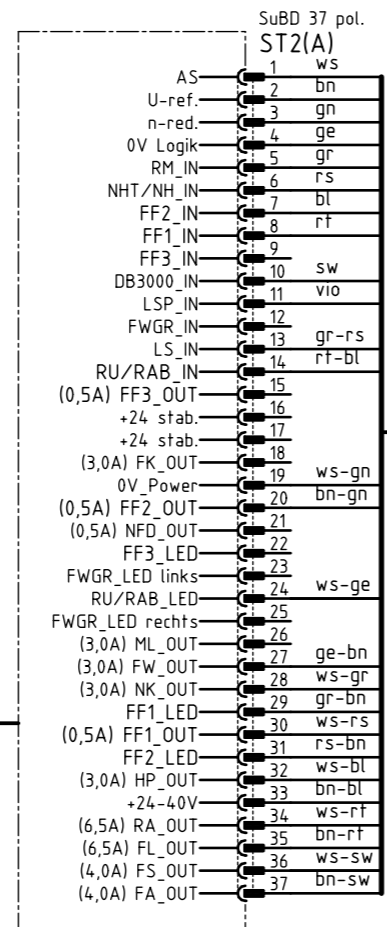 SuBD 37 pol.
ST2(A)
AS 1 ws
U-ref. 2 bn
n-red. 3 gn
0V Logik 4 ge
RM_IN 5 gr
NHT/NH_IN 6 rs
FF2_IN 7 bl
FF1_IN 8 rt
FF3_IN 9
DB3000_IN 10 sw
LSP_IN 11 vio
FWGR_IN 12
LS_IN 13 gr-rs
RU/RAB_IN 14 rt-bl
(0,5A) FF3_OUT 15
+24 stab. 16
+24 stab. 17
(3,0A) FK_OUT 18
0V_Power 19 ws-gn
(0,5A) FF2_OUT 20 bn-gn
(0,5A) NFD_OUT 21
FF3_LED 22
FWGR_LED links 23
RU/RAB_LED 24 ws-ge
FWGR_LED rechts 25
(3,0A) ML_OUT 26
(3,0A) FW_OUT 27 ge-bn
(3,0A) NK_OUT 28 ws-gr
FF1_LED 29 gr-bn
(0,5A) FF1_OUT 30 ws-rs
FF2_LED 31 rs-bn
(3,0A) HP_OUT 32 ws-bl
+24-40V 33 bn-bl
(6,5A) RA_OUT 34 ws-rt
(6,5A) FL_OUT 35 bn-rt
(4,0A) FS_OUT 36 ws-sw
(4,0A) FA_OUT 37 bn-sw